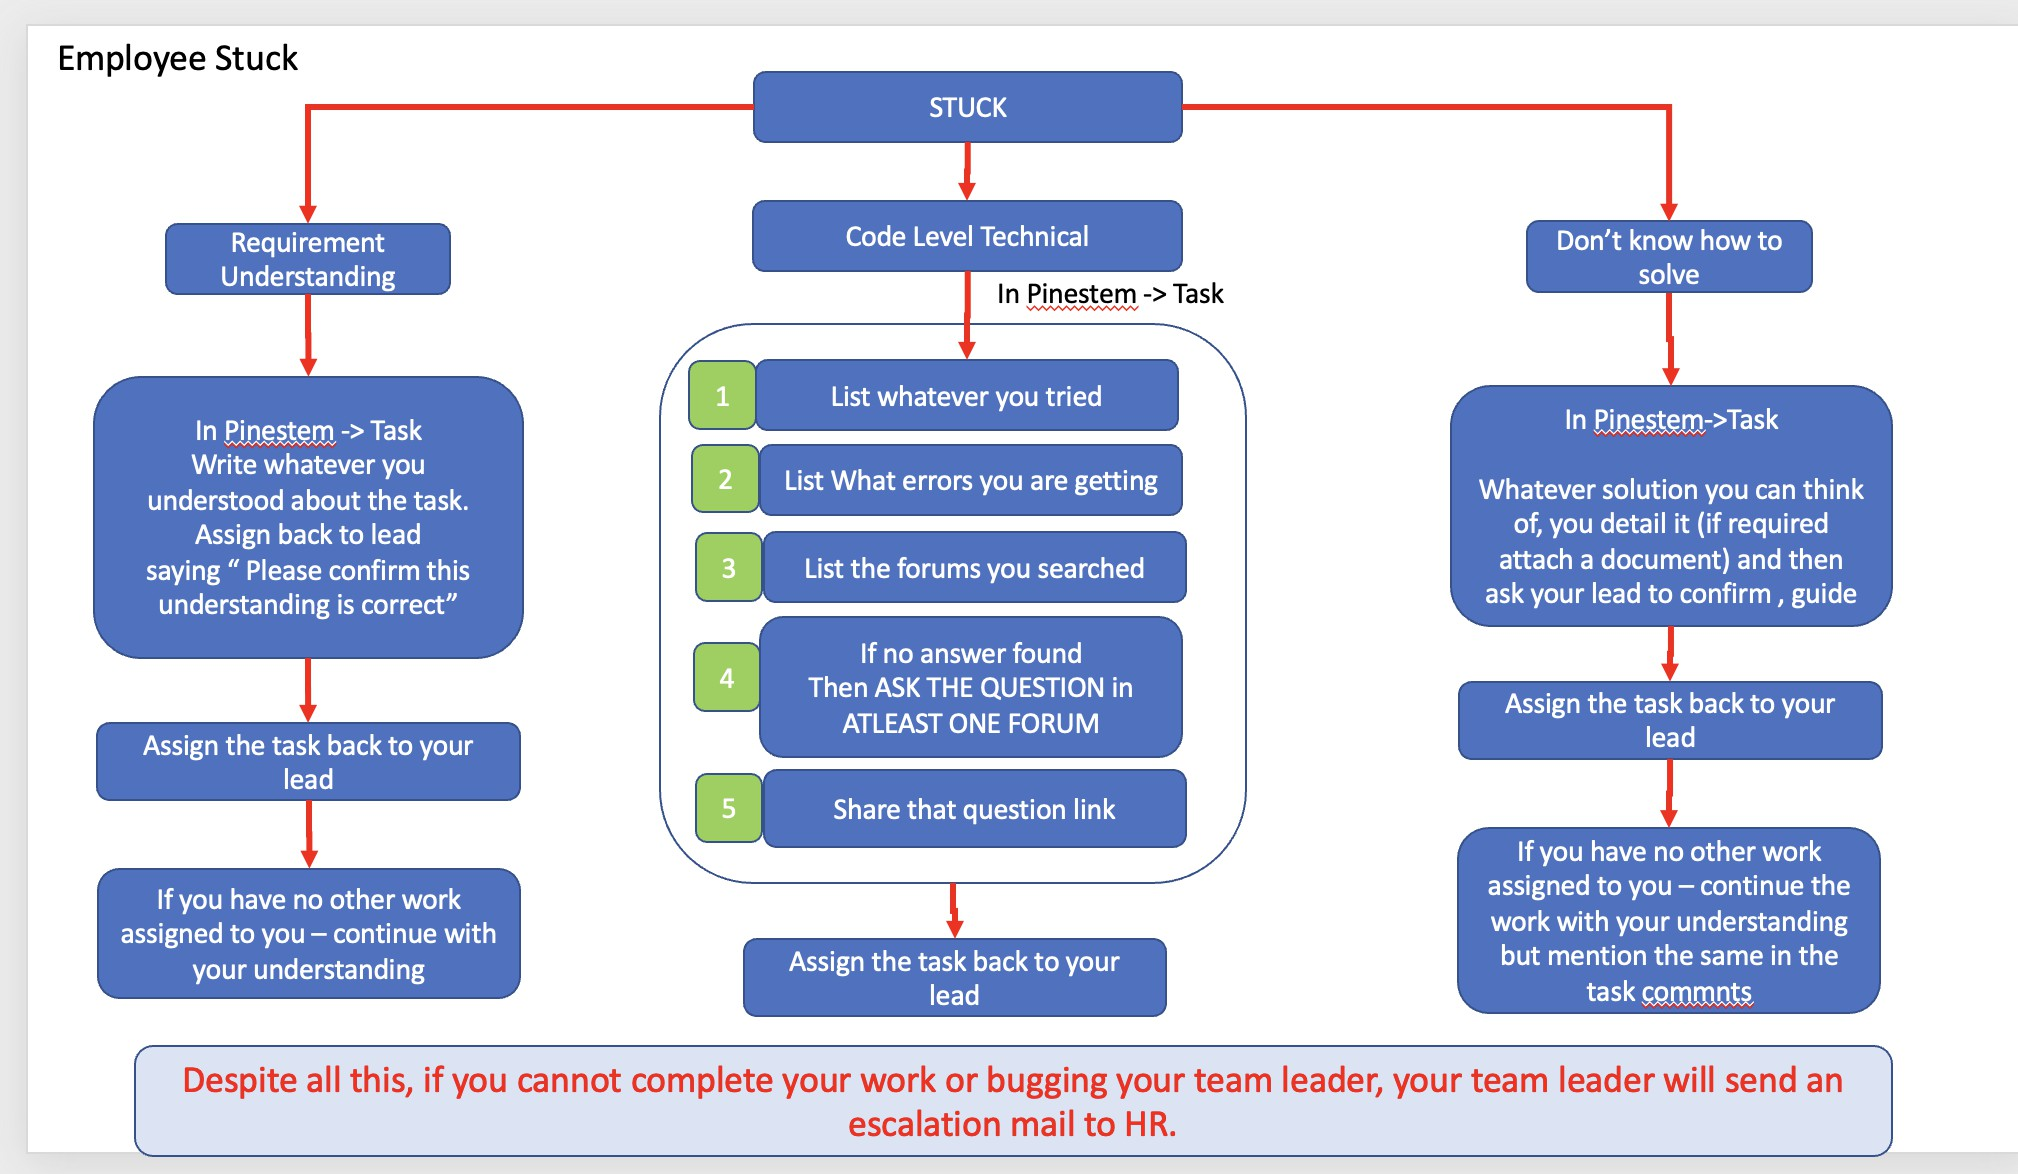 Employee Stuck
STUCK
Requirement
Understanding
In Pinestem -> Task
Write whatever you
understood about the task.
Assign back to lead
saying “ Please confirm this
understanding is correct”
Assign the task back to your
lead
If you have no other work
assigned to you – continue with
your understanding
Code Level Technical
In Pinestem -> Task
1
List whatever you tried
2
List What errors you are getting
3
List the forums you searched
4
If no answer found
Then ASK THE QUESTION in
ATLEAST ONE FORUM
5
Share that question link
Assign the task back to your
lead
Don’t know how to
solve
In Pinestem->Task
Whatever solution you can think
of, you detail it (if required
attach a document) and then
ask your lead to confirm , guide
Assign the task back to your
lead
If you have no other work
assigned to you – continue the
work with your understanding
but mention the same in the
task commnts
Despite all this, if you cannot complete your work or bugging your team leader, your team leader will send an
escalation mail to HR.